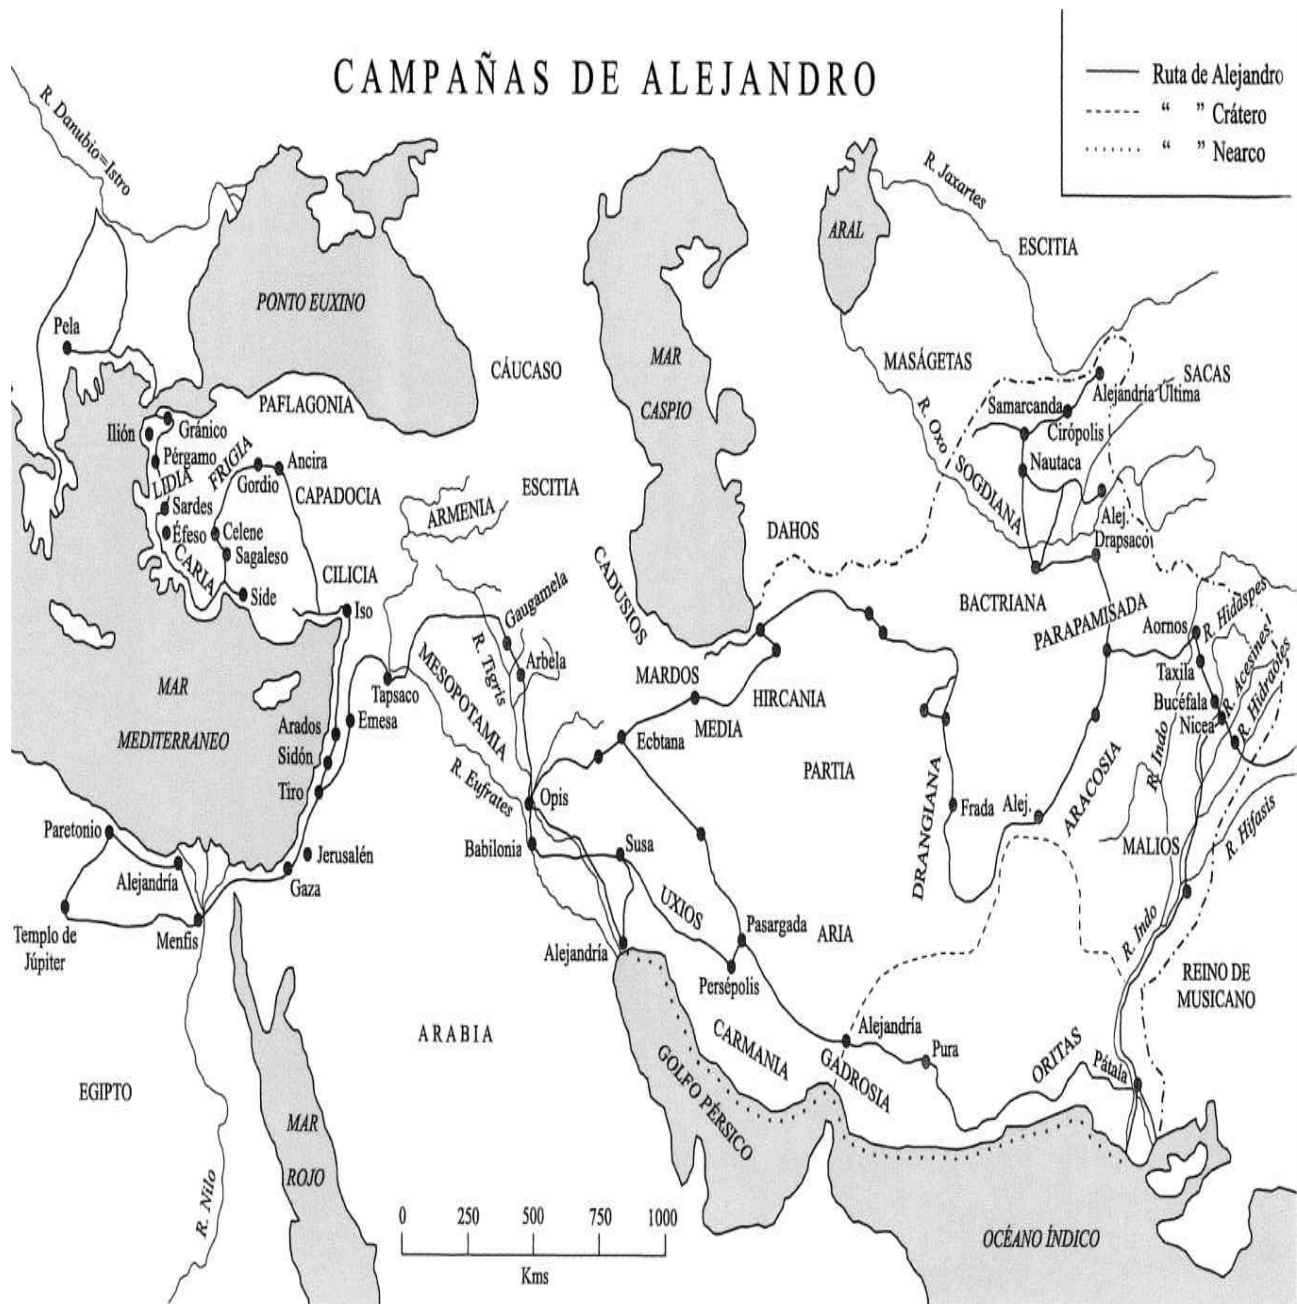 CAMPAÑAS DE ALEJANDRO
Ruta de Alejandro
“ ” Crátero
“ ” Nearco
R. Danubio=Istro
R. Jaxartes
ARAL
ESCITIA
PONTO EUXINO
Pela
CÁUCASO
MAR
CASPIO
MASÁGETAS
SACAS
Alejandría Última
Samarcanda
Cirópolis
R. Oxo
Nautaca
SOGDIANA
Alej.
Drapsaco
PAFLAGONIA
Ilión
Gránico
Pérgamo
FRIGIA
Ancira
Gordio
LIDIA
CAPADOCIA
Sardes
Éfeso
Celene
Sagaleso
CARIA
Side
CILICIA
Iso
ARMENIA
ESCITIA
DAHOS
CADUSIOS
BACTRIANA
PARAPAMISADA
Aornos
R. Hidaspes
Taxila
R. Acesines
Bucéfala
Nicea
R. Hidraotes
R. Indo
Gaugamela
R. Tigris
Arbela
MESOPOTAMIA
Tapsaco
MARDOS
HIRCANIA
MEDIA
Ecbtana
PARTIA
MAR
MEDITERRANEO
Arados
Emesa
Sidón
Tiro
R. Eufrates
Opis
Babilonia
Susa
DRANGIANA
Frada
Alej.
ARACOSIA
MALIOS
R. Hifasis
Paretonio
Alejandría
Jerusalén
Gaza
Templo de
Júpiter
Menfis
Alejandría
UXIOS
Pasargada
ARIA
Persépolis
R. Indo
REINO DE
MUSICANO
ARABIA
CARMANIA
Alejandría
GADROSIA
Pura
ORITAS
Pátala
EGIPTO
GOLFO PÉRSICO
MAR
ROJO
R. Nilo
0 250 500 750 1000
Kms
OCÉANO ÍNDICO